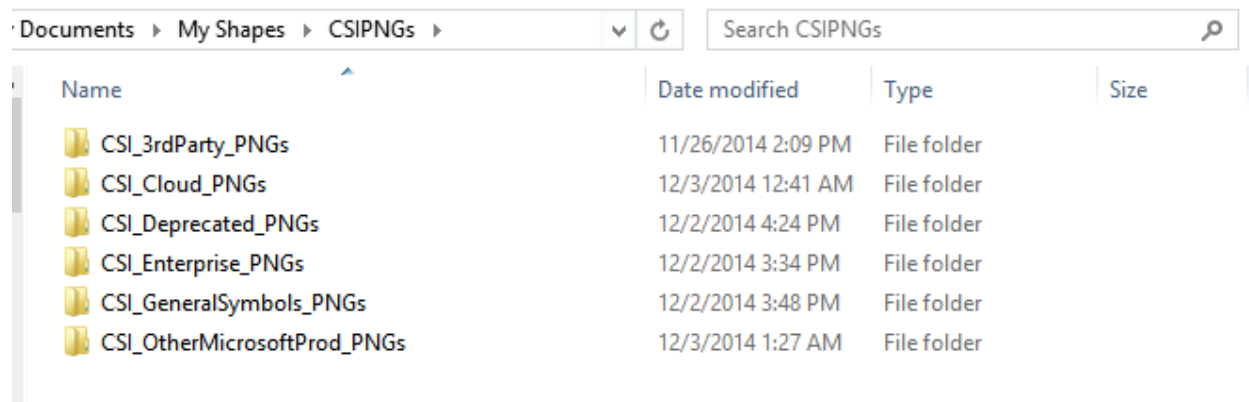 Documents My Shapes CSIPNGs Search CSIPNGs
Name Date modified Type Size
CSI_3rdParty_PNGs 11/26/2014 2:09 PM File folder
CSI_Cloud_PNGs 12/3/2014 12:41 AM File folder
CSI_Deprecated_PNGs 12/2/2014 4:24 PM File folder
CSI_Enterprise_PNGs 12/2/2014 3:34 PM File folder
CSI_GeneralSymbols_PNGs 12/2/2014 3:48 PM File folder
CSI_OtherMicrosoftProd_PNGs 12/3/2014 1:27 AM File folder